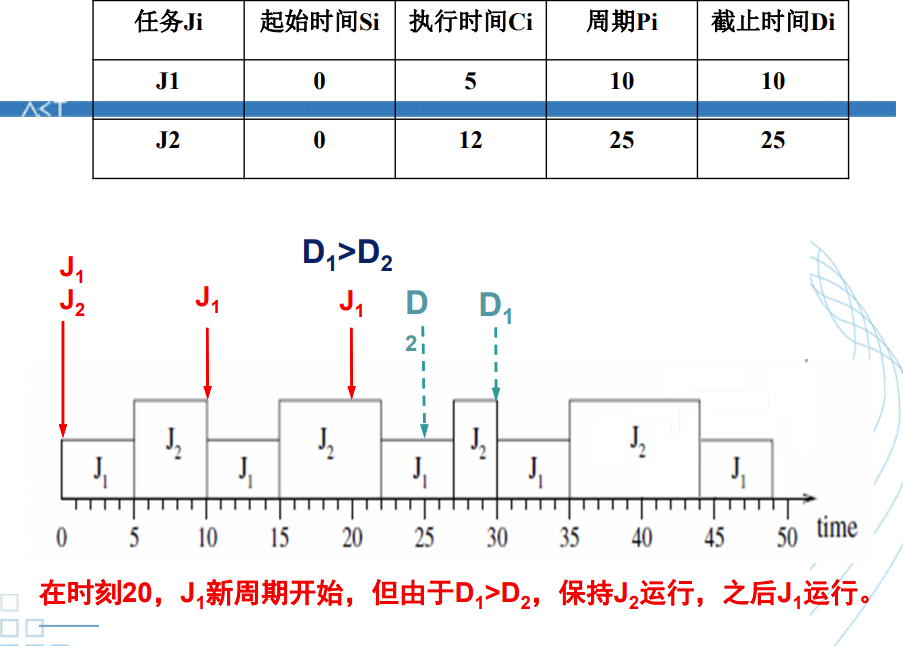 任务Ji 起始时间Si 执行时间Ci 周期Pi 截止时间Di
J1 0 5 10 10
J2 0 12 25 25
D₁>D₂
J₁
J₂
J₁
J₁
D
2
D₁
J₁ J₂ J₁ J₂ J₁ J₂ J₁ J₂ J₁
0 5 10 15 20 25 30 35 40 45 50 time
在时刻20，J₁新周期开始，但由于D₁>D₂，保持J₂运行，之后J₁运行。